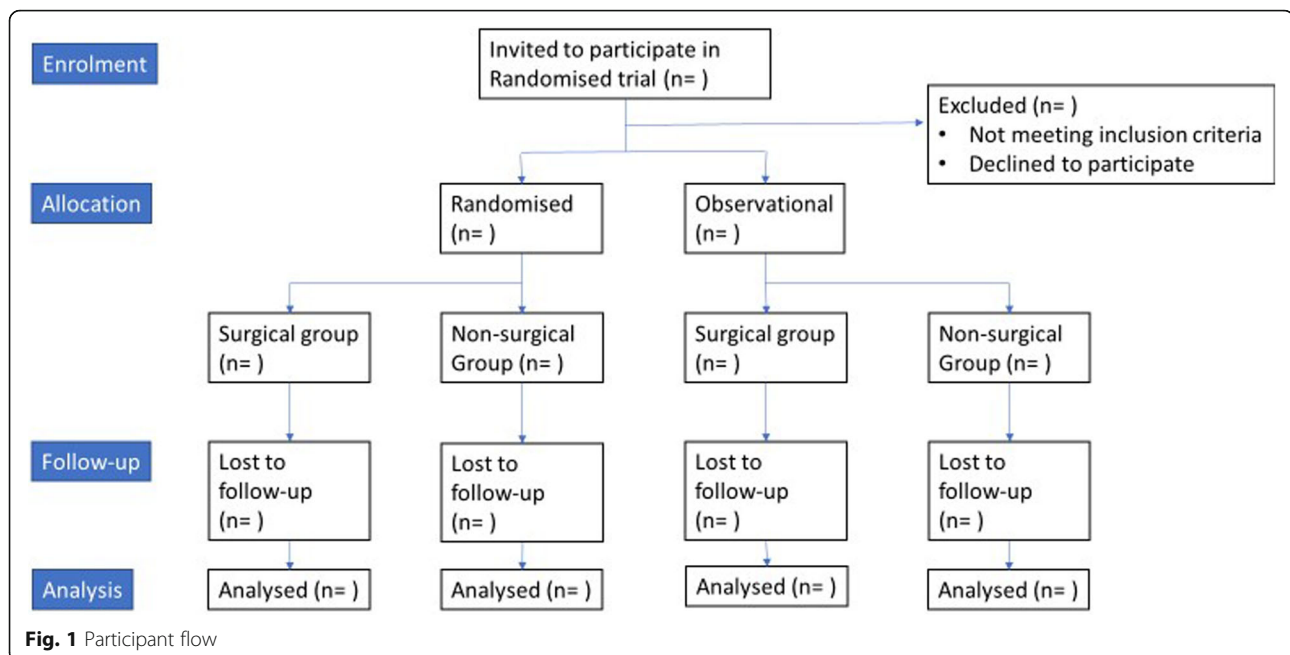 Enrolment
Invited to participate in
Randomised trial (n= )
Excluded (n= )
• Not meeting inclusion criteria
• Declined to participate
Allocation
Randomised
(n= )
Observational
(n= )
Surgical group
(n= )
Non-surgical
Group (n= )
Surgical group
(n= )
Non-surgical
Group (n= )
Follow-up
Lost to
follow-up
(n= )
Lost to
follow-up
(n= )
Lost to
follow-up
(n= )
Lost to
follow-up
(n= )
Analysis
Analysed (n= )
Analysed (n= )
Analysed (n= )
Analysed (n= )
Fig. 1 Participant flow